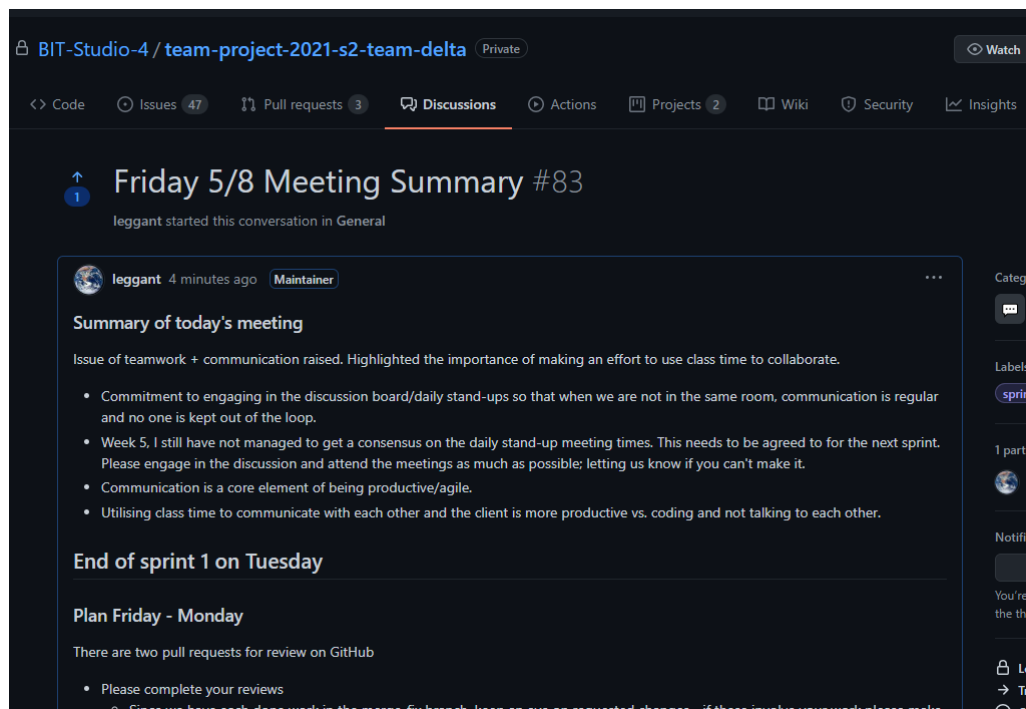 BIT-Studio-4 / team-project-2021-s2-team-delta Private
Watch
Code Issues 47 Pull requests 3 Discussions Actions Projects 2 Wiki Security Insights
1
Friday 5/8 Meeting Summary #83
leggant started this conversation in General
leggant 4 minutes ago Maintainer
Summary of today's meeting
Issue of teamwork + communication raised. Highlighted the importance of making an effort to use class time to collaborate.
• Commitment to engaging in the discussion board/daily stand-ups so that when we are not in the same room, communication is regular
and no one is kept out of the loop.
• Week 5, I still have not managed to get a consensus on the daily stand-up meeting times. This needs to be agreed to for the next sprint.
Please engage in the discussion and attend the meetings as much as possible; letting us know if you can't make it.
• Communication is a core element of being productive/agile.
• Utilising class time to communicate with each other and the client is more productive vs. coding and not talking to each other.
End of sprint 1 on Tuesday
Plan Friday - Monday
There are two pull requests for review on GitHub
• Please complete your reviews
Categ
Labels
sprin
1 part
Notifi
You're
the th